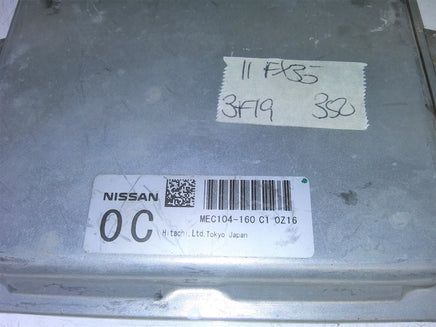 11 FX35
3F19 350
NISSAN
MEC104-160 C1 0Z16
0C
Hitachi,Ltd.Tokyo Japan